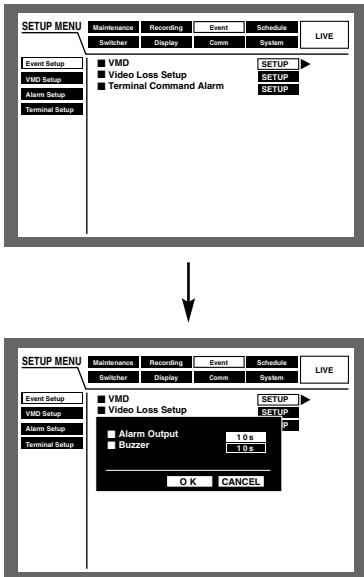 SETUP MENU Maintenance Recording Event Schedule LIVE
Switcher Display Comm System
Event Setup ■ VMD SETUP
VMD Setup ■ Video Loss Setup SETUP
Alarm Setup ■ Terminal Command Alarm SETUP
Terminal Setup
SETUP MENU Maintenance Recording Event Schedule LIVE
Switcher Display Comm System
Event Setup ■ VMD SETUP
VMD Setup ■ Video Loss Setup SETUP
Alarm Setup ■ Alarm Output 10s
Terminal Setup ■ Buzzer 10s
O K CANCEL